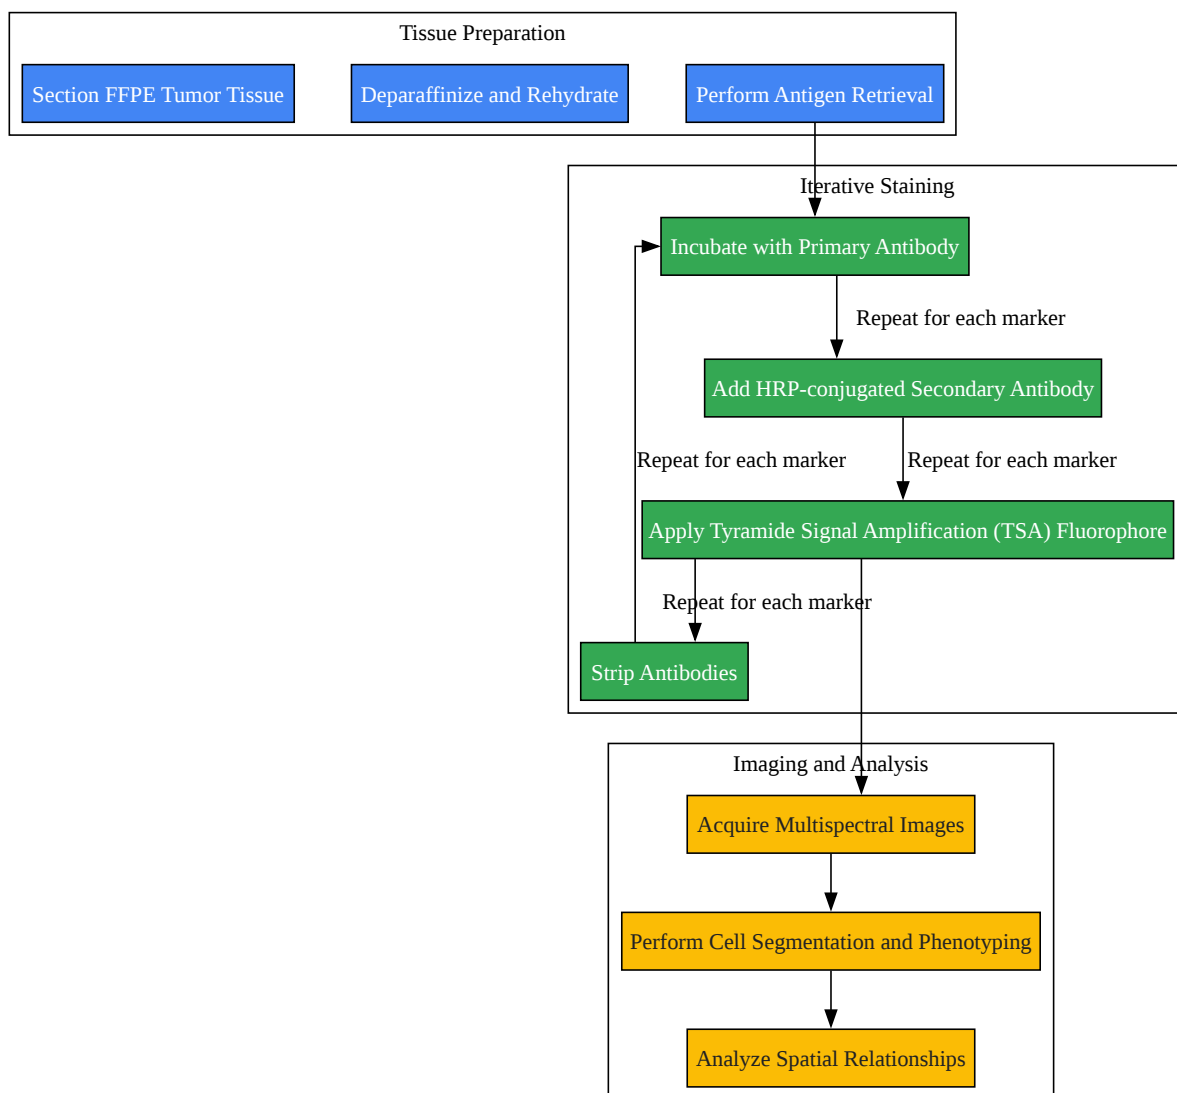 Tissue Preparation
Section FFPE Tumor Tissue
Deparaffinize and Rehydrate
Perform Antigen Retrieval
Iterative Staining
Incubate with Primary Antibody
Repeat for each marker
Add HRP-conjugated Secondary Antibody
Repeat for each marker
Repeat for each marker
Apply Tyramide Signal Amplification (TSA) Fluorophore
Repeat for each marker
Strip Antibodies
Imaging and Analysis
Acquire Multispectral Images
Perform Cell Segmentation and Phenotyping
Analyze Spatial Relationships